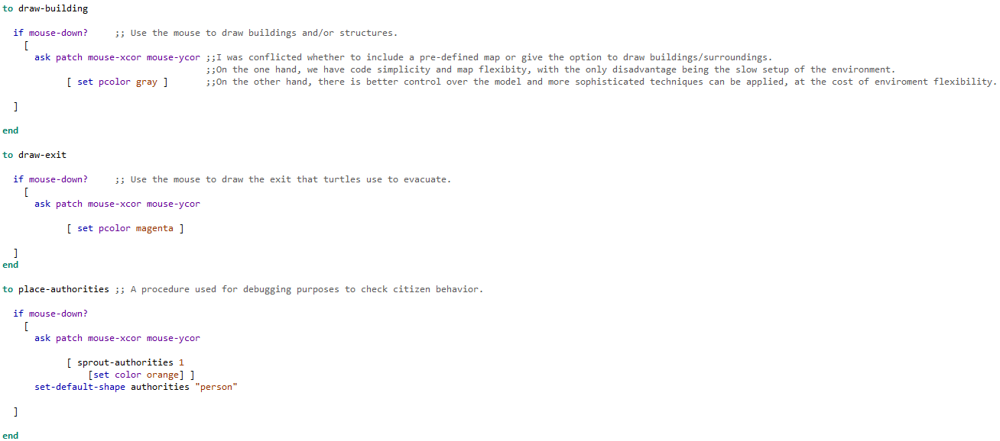 to draw-building
if mouse-down?     ;; Use the mouse to draw buildings and/or structures.
[
ask patch mouse-xcor mouse-ycor ;;I was conflicted whether to include a pre-defined map or give the option to draw buildings/surroundings.
;;On the one hand, we have code simplicity and map flexibity, with the only disadvantage being the slow setup of the environment.
[ set pcolor gray ]       ;;On the other hand, there is better control over the model and more sophisticated techniques can be applied, at the cost of enviroment flexibility.
]
end
to draw-exit
if mouse-down?     ;; Use the mouse to draw the exit that turtles use to evacuate.
[
ask patch mouse-xcor mouse-ycor
[ set pcolor magenta ]
]
end
to place-authorities ;; A procedure used for debugging purposes to check citizen behavior.
if mouse-down?
[
ask patch mouse-xcor mouse-ycor
[ sprout-authorities 1
[set color orange] ]
set-default-shape authorities "person"
]
end